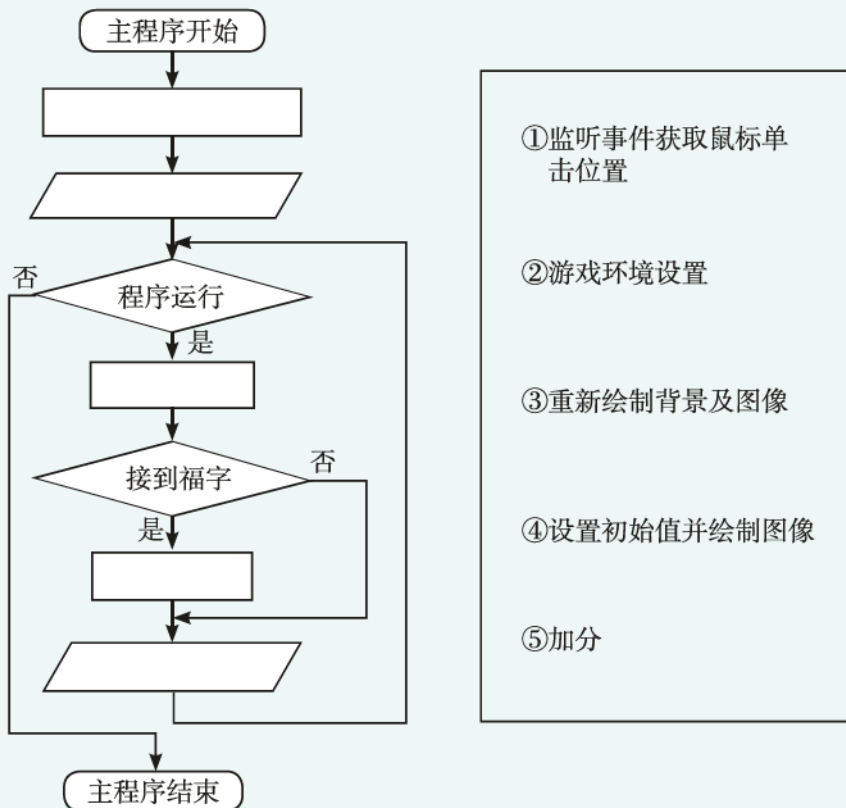 主程序开始
否
程序运行
是
接到福字
否
是
主程序结束
①监听事件获取鼠标单
击位置
②游戏环境设置
③重新绘制背景及图像
④设置初始值并绘制图像
⑤加分